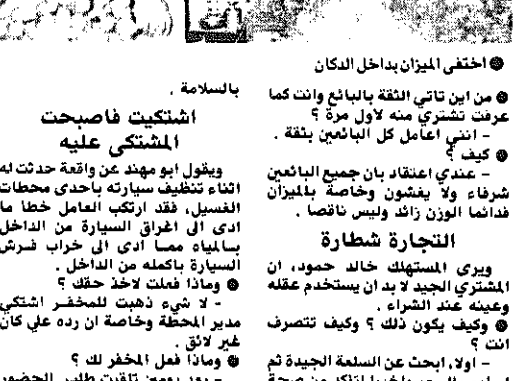 ● اختفى الميزان بداخل الدكان
● من اين تاتي الثقة بالبائع وانت كما
عرفت تشتري منه لاول مرة ؟
- انني اعامل كل البائعين بثقة .
● كيف ؟
- عندي اعتقاد بان جميع البائعين
شرفاء ولا يغشون وخاصة بالميزان
فدائما الوزن زائد وليس ناقصا .
التجارة شطارة
ويرى المستهلك خالد حمود، ان
المشتري الجيد لا بد ان يستخدم عقله
وعينه عند الشراء .
● وكيف يكون ذلك ؟ وكيف تتصرف
انت ؟
- اولا، ابحث عن السلعة الجيدة ثم
بالسلامة .
اشتكيت فاصبحت
المشتكى عليه
ويقول ابو مهند عن واقعة حدثت له
اثناء تنظيف سيارته باحدى محطات
الغسيل، فقد ارتكب العامل خطا ما
ادى الى اغراق السيارة من الداخل
بالمياه مما ادى الى خراب فرش
السيارة باكمله من الداخل .
● وماذا فعلت لاخذ حقك ؟
- لا شيء ذهبت للمخفر اشتكي
مدير المحطة وخاصة ان رده علي كان
غير لائق .
● وماذا فعل المخفر لك ؟
- بعد يومين تلقيت طلب الحضور